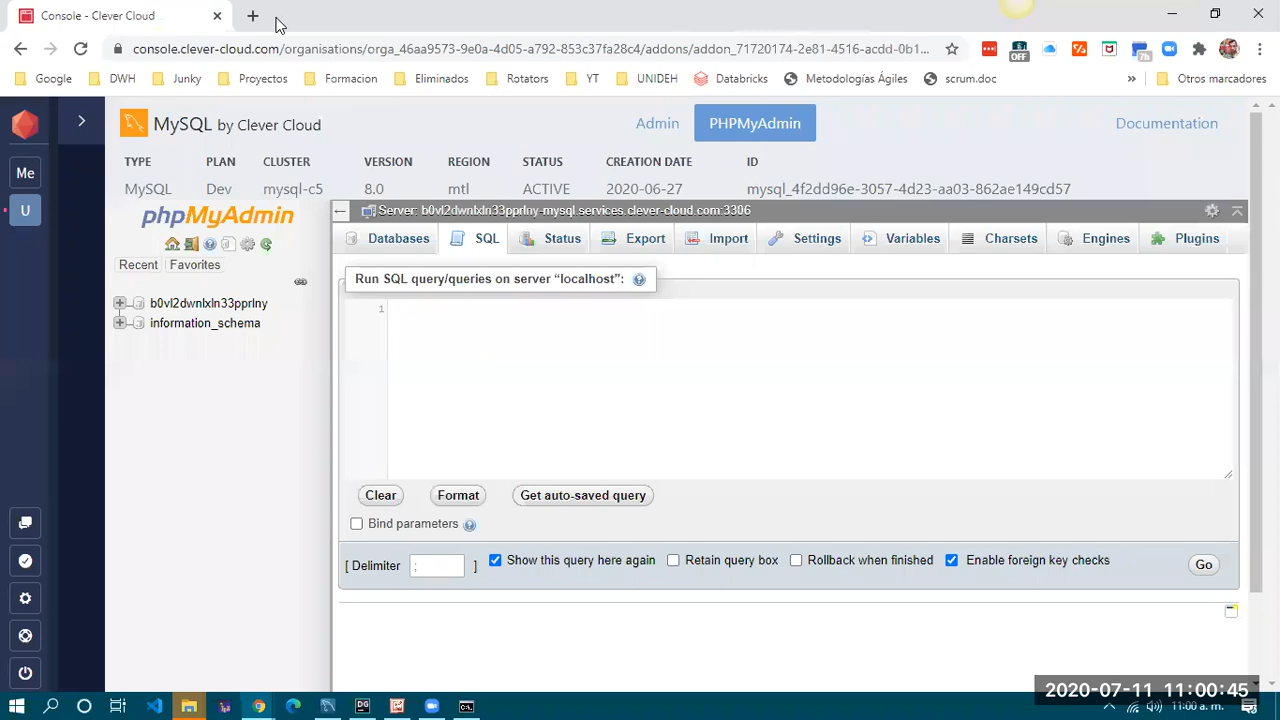 Console - Clever Cloud
console.clever-cloud.com/organisations/orga_46aa9573-9e0a-4d05-a792-853c37fa28c4/addons/addon_71720174-2e81-4516-acdd-0b1...
Google DWH Junky Proyectos Formacion Eliminados Rotators YT UNIDEH Databricks Metodologías Ágiles scrum.doc » Otros marcadores
OFF
7h
MySQL by Clever Cloud Admin PHPMyAdmin Documentation
TYPE PLAN CLUSTER VERSION REGION STATUS CREATION DATE ID
MySQL Dev mysql-c5 8.0 mtl ACTIVE 2020-06-27 mysql_4f2dd96e-3057-4d23-aa03-862ae149cd57
Me
U
phpMyAdmin
Recent Favorites
b0vl2dwnlxln33pprlny
information_schema
Server: b0vl2dwnlxln33pprlny-mysql.services.clever-cloud.com:3306
Databases SQL Status Export Import Settings Variables Charsets Engines Plugins
Run SQL query/queries on server “localhost”:
1
Clear Format Get auto-saved query
Bind parameters
[ Delimiter ; ] Show this query here again Retain query box Rollback when finished Enable foreign key checks Go
2020-07-11 11:00:45
11:00 a. m.